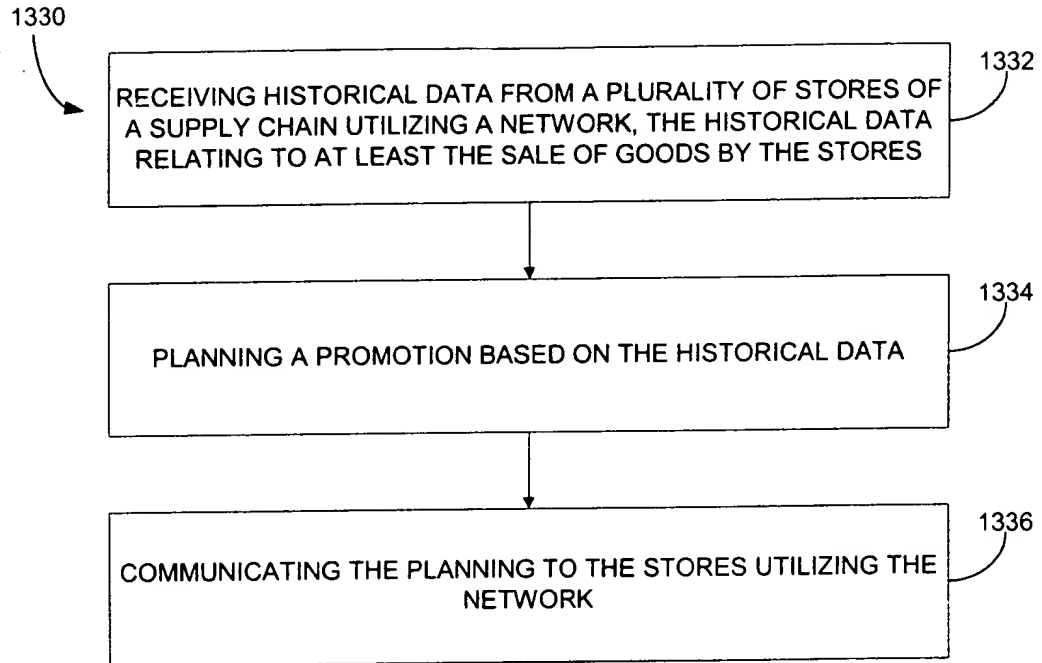 1330
1332
RECEIVING HISTORICAL DATA FROM A PLURALITY OF STORES OF
A SUPPLY CHAIN UTILIZING A NETWORK, THE HISTORICAL DATA
RELATING TO AT LEAST THE SALE OF GOODS BY THE STORES
1334
PLANNING A PROMOTION BASED ON THE HISTORICAL DATA
1336
COMMUNICATING THE PLANNING TO THE STORES UTILIZING THE
NETWORK